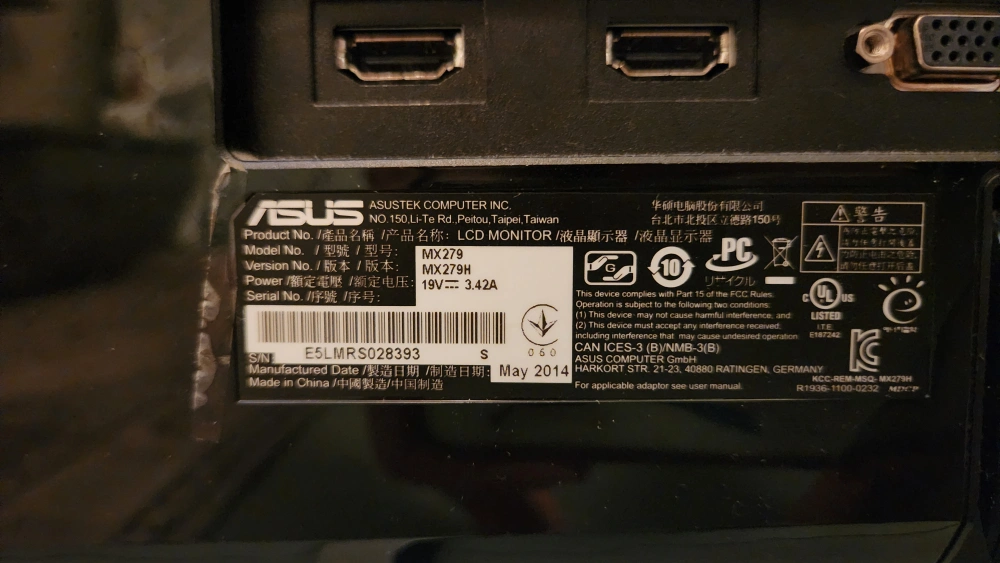 ASUS
ASUSTEK COMPUTER INC.
NO.150,Li-Te Rd.,Peitou,Taipei,Taiwan
华硕电脑股份有限公司
台北市北投区立德路150号
Product No. /產品名稱 /产品名称: LCD MONITOR /液晶顯示器 /液晶显示器
Model No. / 型號 / 型号: MX279
Version No. / 版本 / 版本: MX279H
Power /額定電壓 /额定电压: 19V 3.42A
Serial No. /序號 /序号:
S/N: E5LMRS028393 S
060
Manufactured Date /製造日期 /制造日期: May 2014
Made in China /中國製造/中国制造
G
10
PC
リサイクル
警告
C UL US
LISTED
I.T.E.
E187242
This device complies with Part 15 of the FCC Rules.
Operation is subject to the following two conditions:
(1) This device may not cause harmful interference, and
(2) This device must accept any interference received,
including interference that may cause undesired operation.
CAN ICES-3 (B)/NMB-3(B)
ASUS COMPUTER GmbH
HARKORT STR. 21-23, 40880 RATINGEN, GERMANY
For applicable adaptor see user manual.
KCC-REM-MSQ- MX279H
R1936-1100-0232